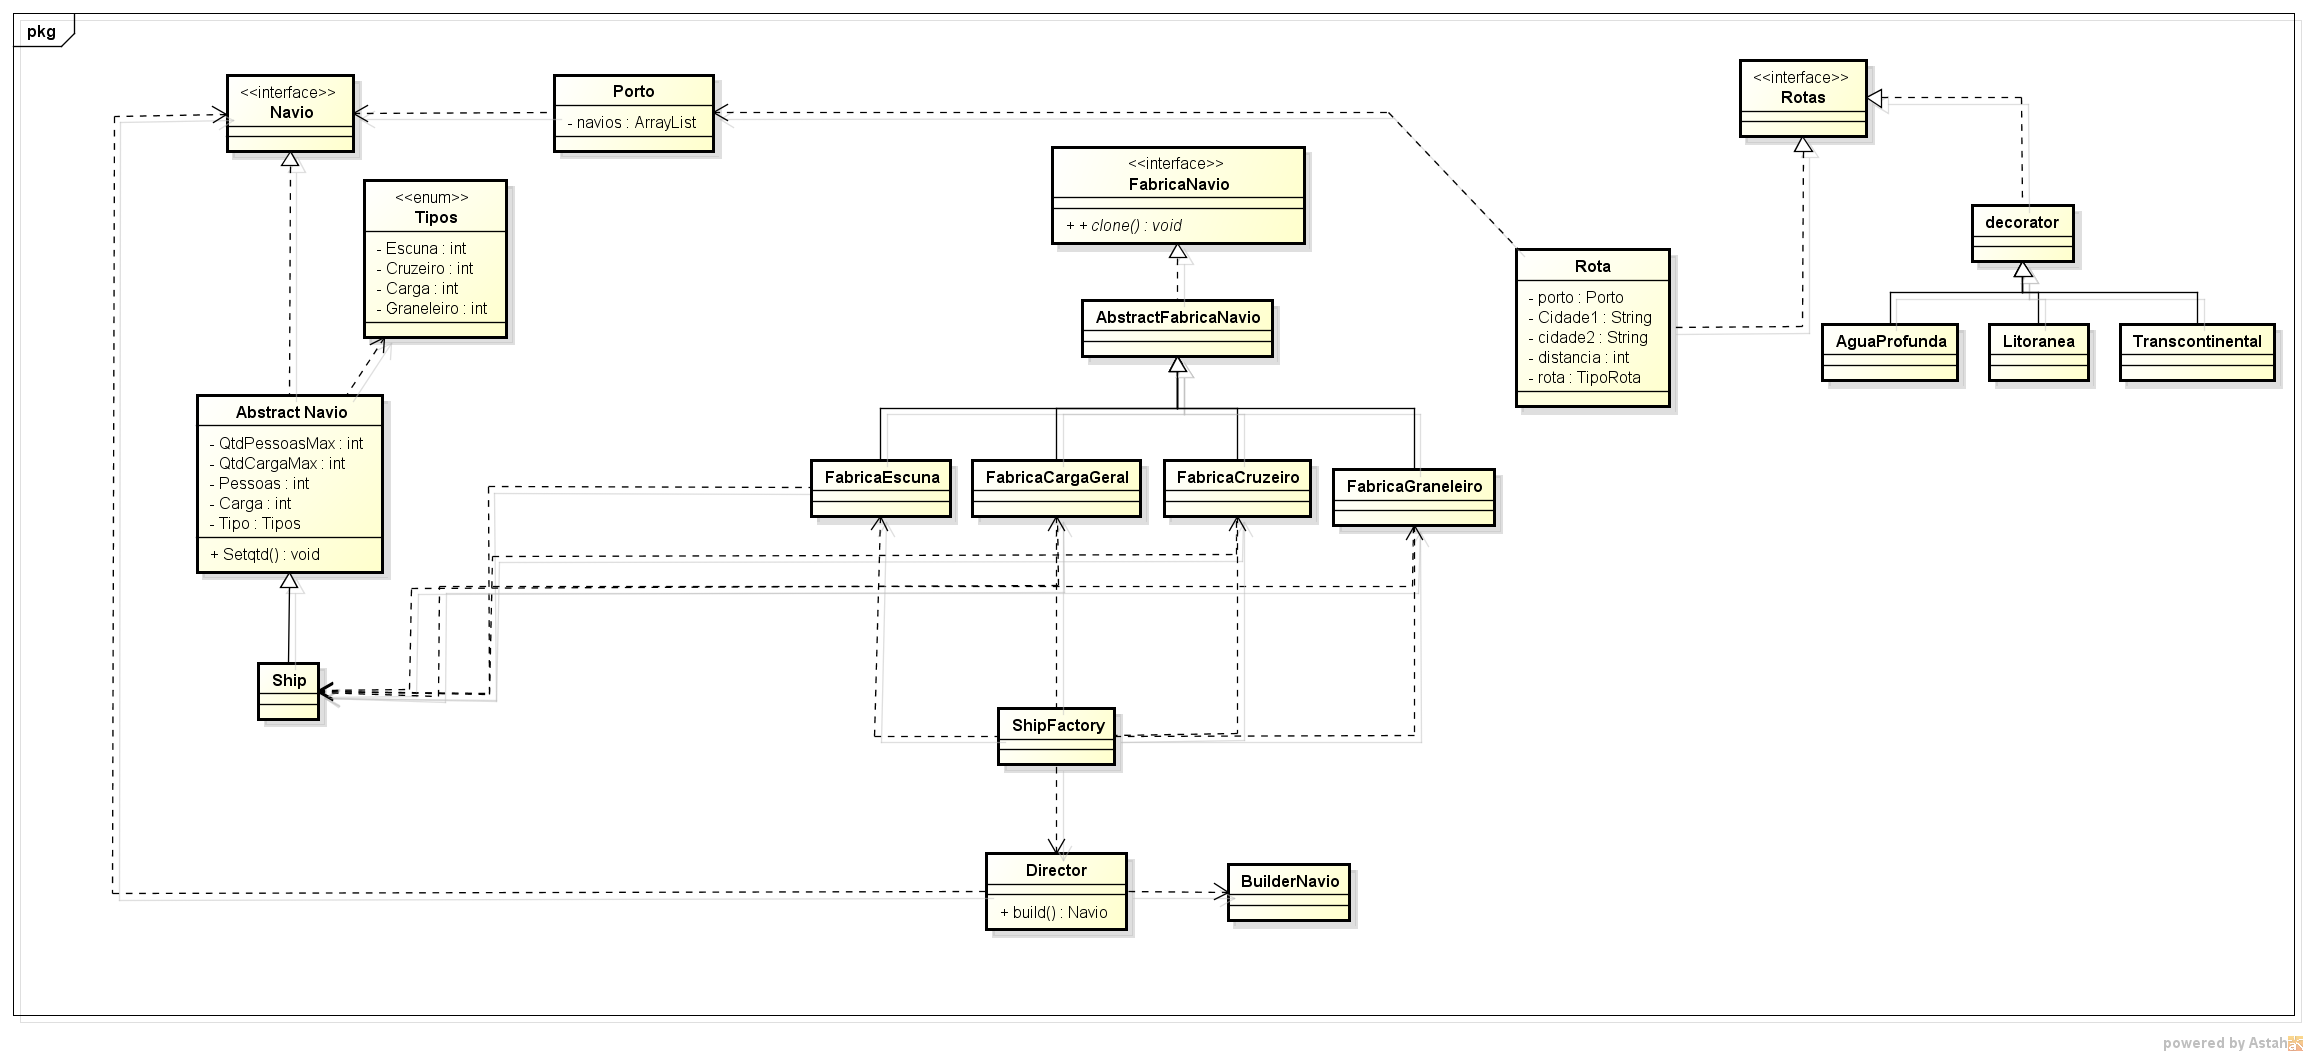 pkg
<<interface>>
Navio
Porto
- navios : ArrayList
<<interface>>
Rotas
<<enum>>
Tipos
- Escuna : int
- Cruzeiro : int
- Carga : int
- Graneleiro : int
<<interface>>
FabricaNavio
+ + clone() : void
decorator
Rota
- porto : Porto
- Cidade1 : String
- cidade2 : String
- distancia : int
- rota : TipoRota
AbstractFabricaNavio
AguaProfunda
Litoranea
Transcontinental
Abstract Navio
- QtdPessoasMax : int
- QtdCargaMax : int
- Pessoas : int
- Carga : int
- Tipo : Tipos
+ Setqtd() : void
FabricaEscuna
FabricaCargaGeral
FabricaCruzeiro
FabricaGraneleiro
Ship
ShipFactory
Director
+ build() : Navio
BuilderNavio
powered by Astah